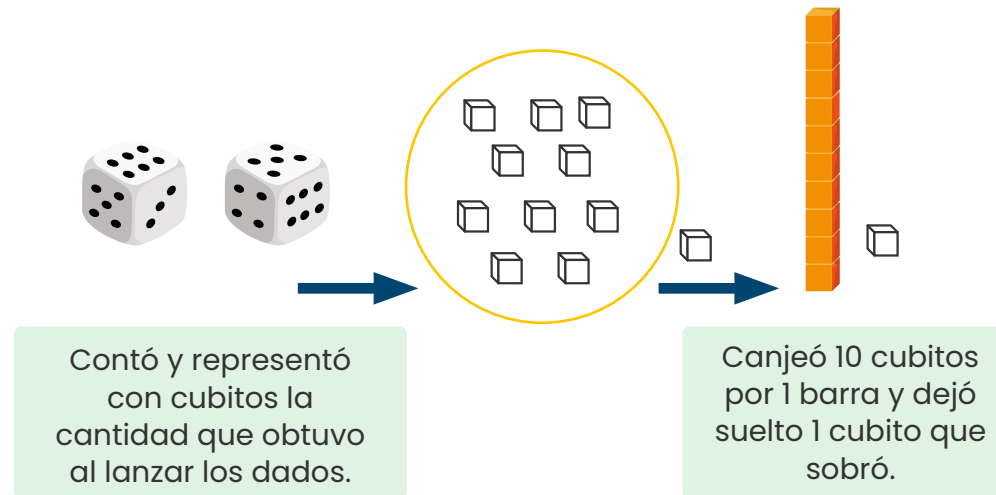 Contó y representó
con cubitos la
cantidad que obtuvo
al lanzar los dados.
Canjeó 10 cubitos
por 1 barra y dejó
suelto 1 cubito que
sobró.